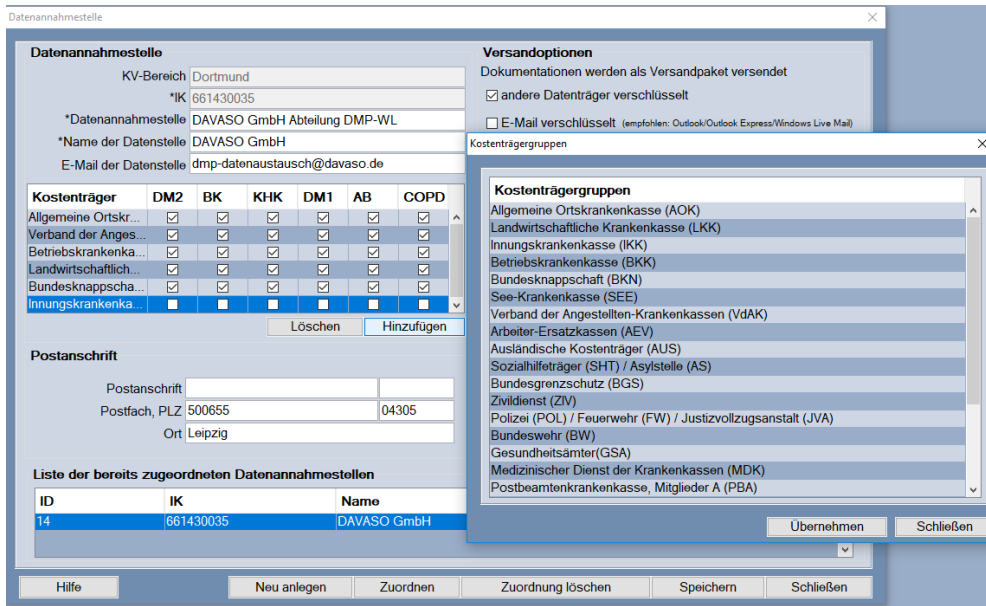 Datenannahmestelle
Datenannahmestelle
KV-Bereich Dortmund
*IK 661430035
*Datenannahmestelle DAVASO GmbH Abteilung DMP-WL
*Name der Datenstelle DAVASO GmbH
E-Mail der Datenstelle dmp-datenaustausch@davaso.de
Kostenträger DM2 BK KHK DM1 AB COPD
Allgemeine Ortskr...
Verband der Anges...
Betriebskrankenka...
Landwirtschaftlich...
Bundesknappscha...
Innungskrankenka...
Löschen Hinzufügen
Postanschrift
Postanschrift
Postfach, PLZ 500655 04305
Ort Leipzig
Liste der bereits zugeordneten Datenannahmestellen
ID IK Name
14 661430035 DAVASO GmbH
Hilfe Neu anlegen Zuordnen Zuordnung löschen Speichern Schließen
Versandoptionen
Dokumentationen werden als Versandpaket versendet
andere Datenträger verschlüsselt
E-Mail verschlüsselt (empfohlen: Outlook/Outlook Express/Windows Live Mail)
Kostenträgergruppen
Kostenträgergruppen
Allgemeine Ortskrankenkasse (AOK)
Landwirtschaftliche Krankenkasse (LKK)
Innungskrankenkasse (IKK)
Betriebskrankenkasse (BKK)
Bundesknappschaft (BKN)
See-Krankenkasse (SEE)
Verband der Angestellten-Krankenkassen (VdAK)
Arbeiter-Ersatzkassen (AEV)
Ausländische Kostenträger (AUS)
Sozialhilfeträger (SHT) / Asylstelle (AS)
Bundesgrenzschutz (BGS)
Zivildienst (ZIV)
Polizei (POL) / Feuerwehr (FW) / Justizvollzugsanstalt (JVA)
Bundeswehr (BW)
Gesundheitsämter(GSA)
Medizinischer Dienst der Krankenkassen (MDK)
Postbeamtenkrankenkasse, Mitglieder A (PBA)
Übernehmen Schließen